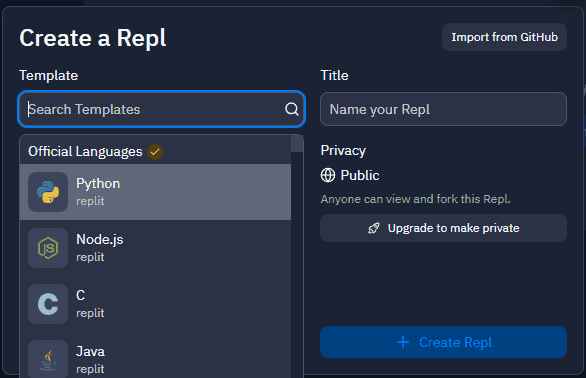 Create a Repl
Import from GitHub
Template
Search Templates
Official Languages
Python
replit
Node.js
replit
C
replit
Java
replit
Title
Name your Repl
Privacy
Public
Anyone can view and fork this Repl.
Upgrade to make private
+ Create Repl